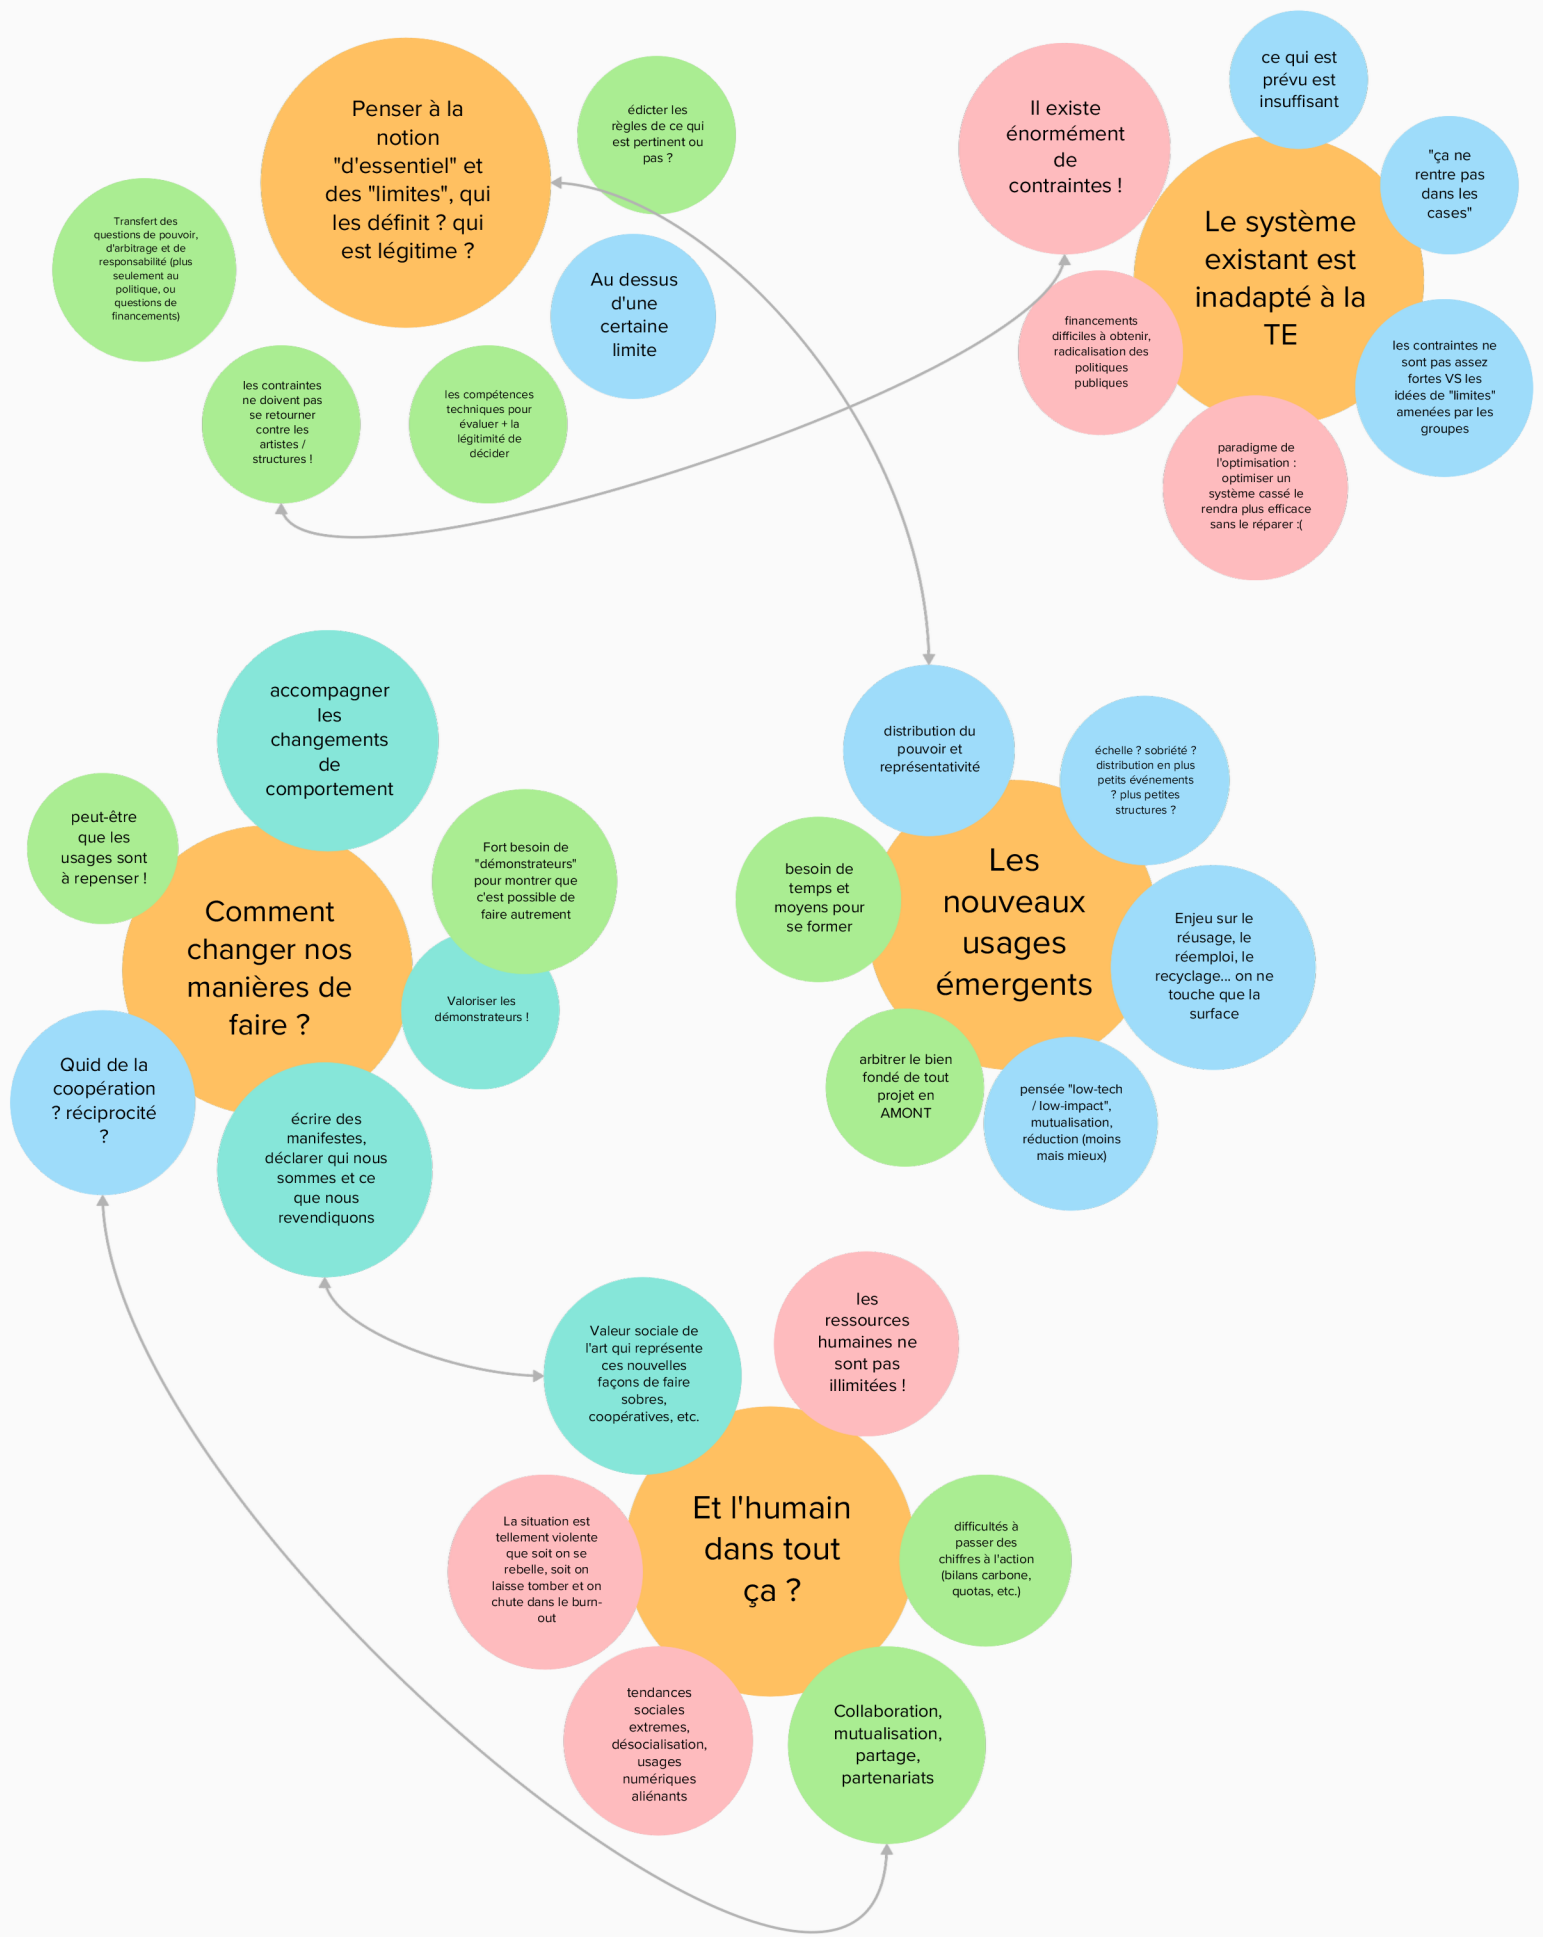 Penser à la
notion
"d'essentiel" et
des "limites", qui
les définit ? qui
est légitime ?
édicter les
règles de ce qui
est pertinent ou
pas ?
Transfert des
questions de pouvoir,
d'arbitrage et de
responsabilité (plus
seulement au
politique, ou
questions de
financements)
Au dessus
d'une
certaine
limite
les contraintes
ne doivent pas
se retourner
contre les
artistes /
structures !
les compétences
techniques pour
évaluer + la
légitimité de
décider
Il existe
énormément
de
contraintes !
ce qui est
prévu est
insuffisant
"ça ne
rentre pas
dans les
cases"
Le système
existant est
inadapté à la
TE
financements
difficiles à obtenir,
radicalisation des
politiques
publiques
les contraintes ne
sont pas assez
fortes VS les
idées de "limites"
amenées par les
groupes
paradigme de
l'optimisation :
optimiser un
système cassé le
rendra plus efficace
sans le réparer :(
accompagner
les
changements
de
comportement
peut-être
que les
usages sont
à repenser !
Fort besoin de
"démonstrateurs"
pour montrer que
c'est possible de
faire autrement
Comment
changer nos
manières de
faire ?
Valoriser les
démonstrateurs !
Quid de la
coopération
? réciprocité
?
écrire des
manifestes,
déclarer qui nous
sommes et ce
que nous
revendiquons
distribution du
pouvoir et
représentativité
échelle ? sobriété ?
distribution en plus
petits événements
? plus petites
structures ?
besoin de
temps et
moyens pour
se former
Les
nouveaux
usages
émergents
Enjeu sur le
réusage, le
réemploi, le
recyclage... on ne
touche que la
surface
arbitrer le bien
fondé de tout
projet en
AMONT
pensée "low-tech
/ low-impact",
mutualisation,
réduction (moins
mais mieux)
Valeur sociale de
l'art qui représente
ces nouvelles
façons de faire
sobres,
coopératives, etc.
les
ressources
humaines ne
sont pas
illimitées !
La situation est
tellement violente
que soit on se
rebelle, soit on
laisse tomber et on
chute dans le burn-
out
Et l'humain
dans tout
ça ?
difficultés à
passer des
chiffres à l'action
(bilans carbone,
quotas, etc.)
tendances
sociales
extremes,
désocialisation,
usages
numériques
aliénants
Collaboration,
mutualisation,
partage,
partenariats